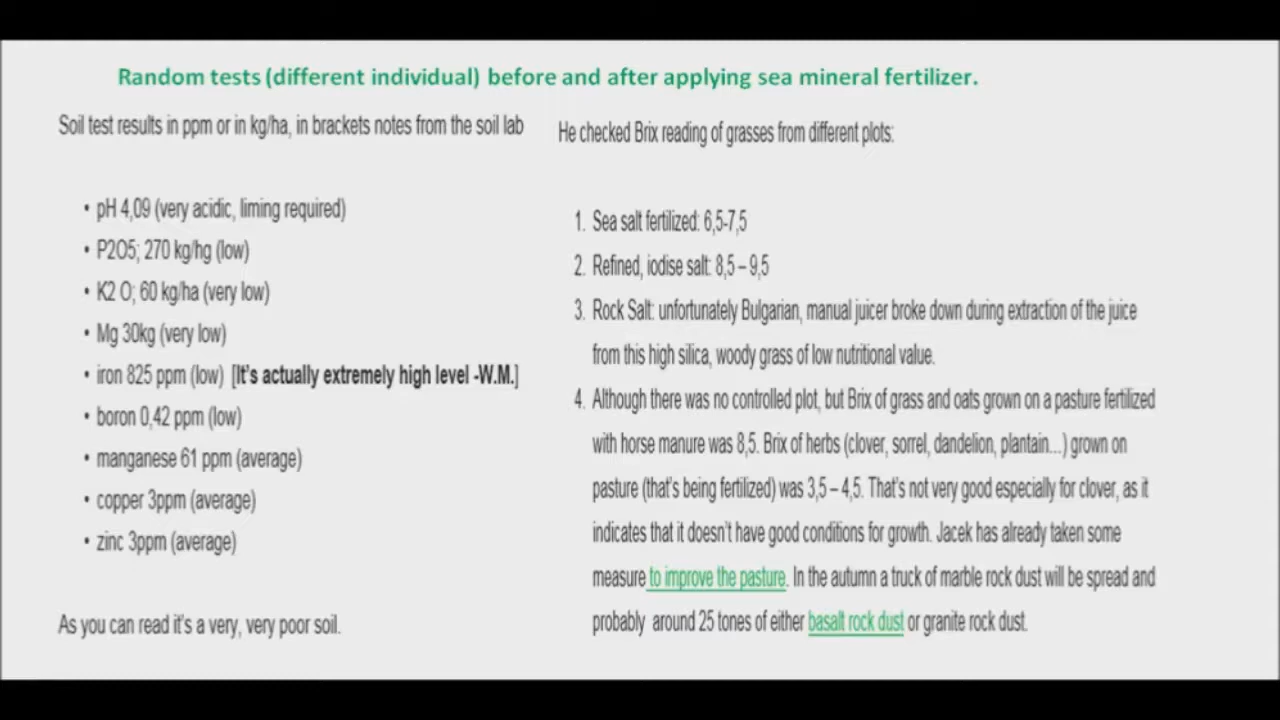 Random tests (different individual) before and after applying sea mineral fertilizer.
Soil test results in ppm or in kg/ha, in brackets notes from the soil lab
• pH 4,09 (very acidic, liming required)
• P2O5; 270 kg/hg (low)
• K2 O; 60 kg/ha (very low)
• Mg 30kg (very low)
• iron 825 ppm (low) [It's actually extremely high level -W.M.]
• boron 0,42 ppm (low)
• manganese 61 ppm (average)
• copper 3ppm (average)
• zinc 3ppm (average)
As you can read it's a very, very poor soil.
He checked Brix reading of grasses from different plots:
1. Sea salt fertilized: 6,5-7,5
2. Refined, iodise salt: 8,5 – 9,5
3. Rock Salt: unfortunately Bulgarian, manual juicer broke down during extraction of the juice
from this high silica, woody grass of low nutritional value.
4. Although there was no controlled plot, but Brix of grass and oats grown on a pasture fertilized
with horse manure was 8,5. Brix of herbs (clover, sorrel, dandelion, plantain...) grown on
pasture (that's being fertilized) was 3,5 – 4,5. That's not very good especially for clover, as it
indicates that it doesn't have good conditions for growth. Jacek has already taken some
measure to improve the pasture. In the autumn a truck of marble rock dust will be spread and
probably around 25 tones of either basalt rock dust or granite rock dust.